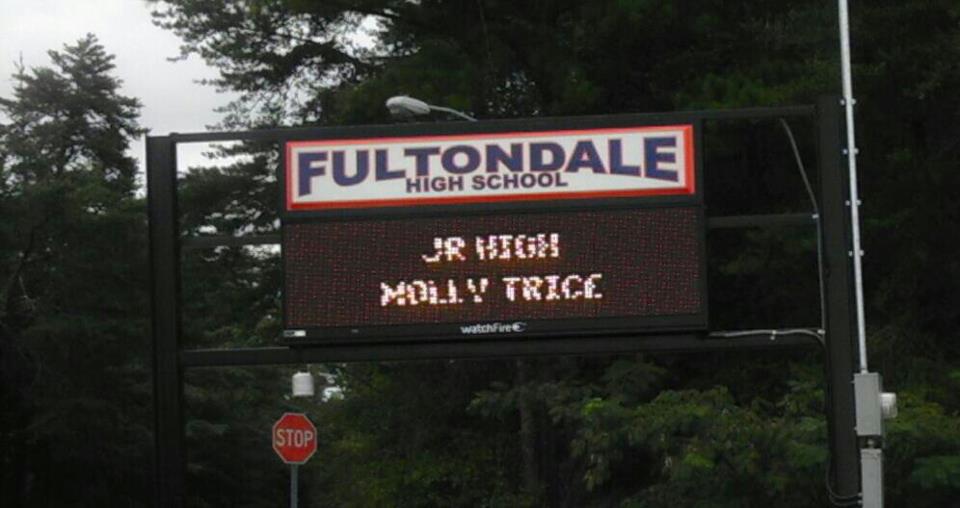 FULTONDALE
HIGH SCHOOL
JR HIGH
MOLLY TRICE
watchFire
STOP